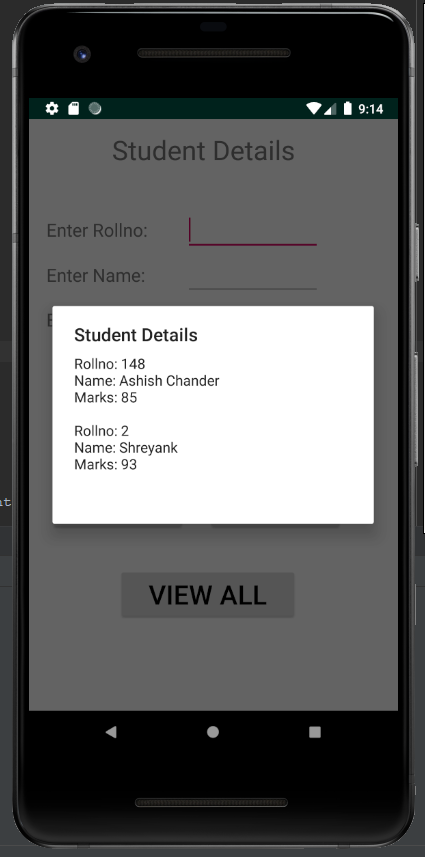 9:14
Student Details
Enter Rollno:
Enter Name:
Student Details
Rollno: 148
Name: Ashish Chander
Marks: 85
Rollno: 2
Name: Shreyank
Marks: 93
VIEW ALL